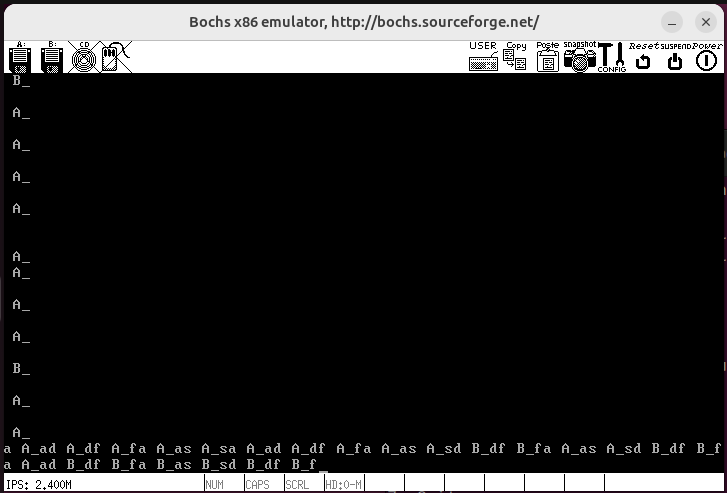 Bochs x86 emulator, http://bochs.sourceforge.net/
A: B: CD USER Copy Paste snapshot CONFIG Reset SUSPEND Power
B_
A_
A_
A_
A_
A_
A_
A_
A_
B_
A_
A_
a A_ad A_df A_fa A_as A_sa A_ad A_df A_fa A_as A_sd B_df B_fa A_as A_sd B_df B_f
a A_ad B_df B_fa B_as B_sd B_df B_f_
IPS: 2.400M NUM CAPS SCRL HD:0-M